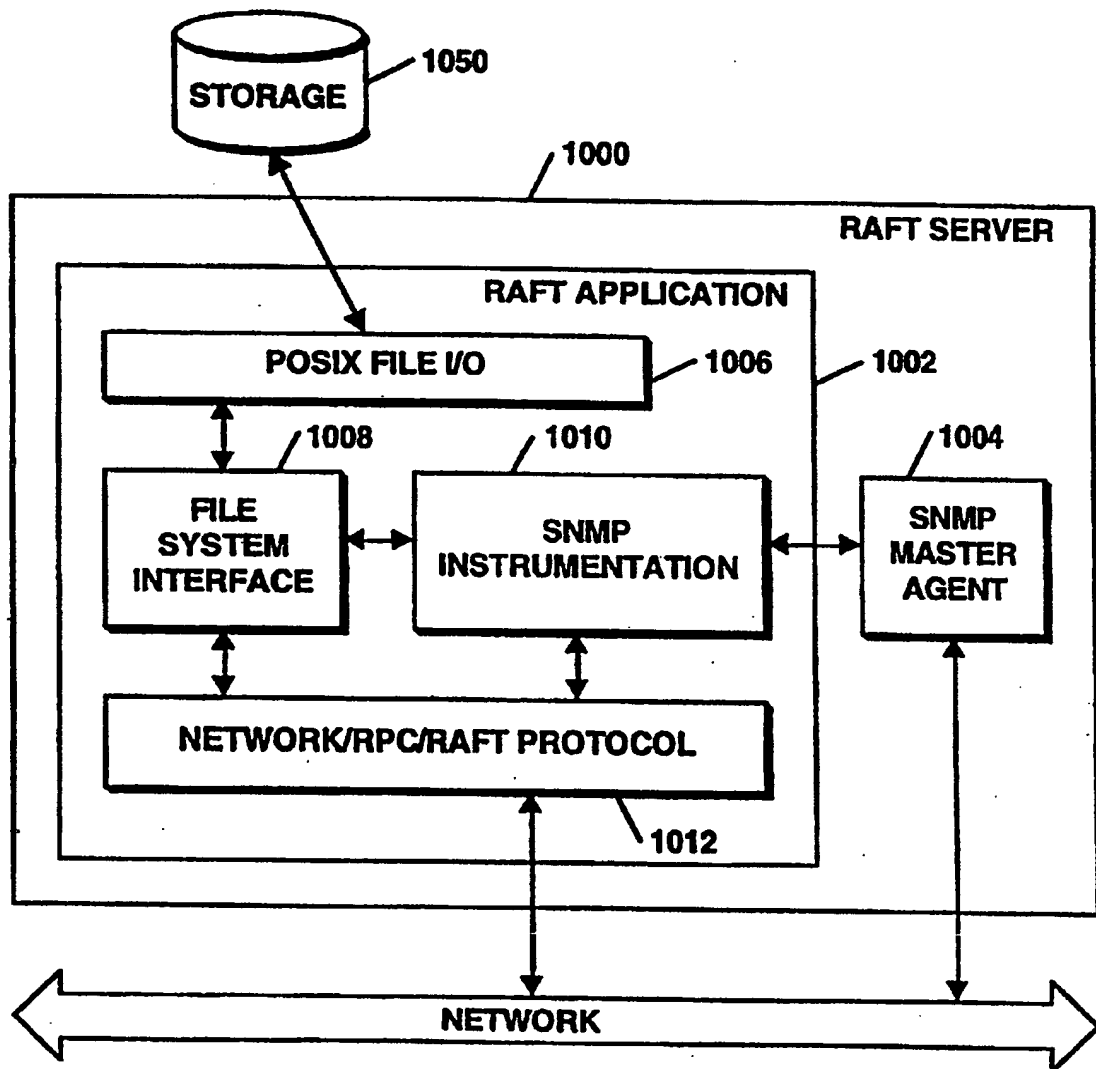 STORAGE
1050
1000
RAFT SERVER
RAFT APPLICATION
POSIX FILE I/O
1006
1002
1008
1010
1004
FILE
SYSTEM
INTERFACE
SNMP
INSTRUMENTATION
SNMP
MASTER
AGENT
NETWORK/RPC/RAFT PROTOCOL
1012
NETWORK